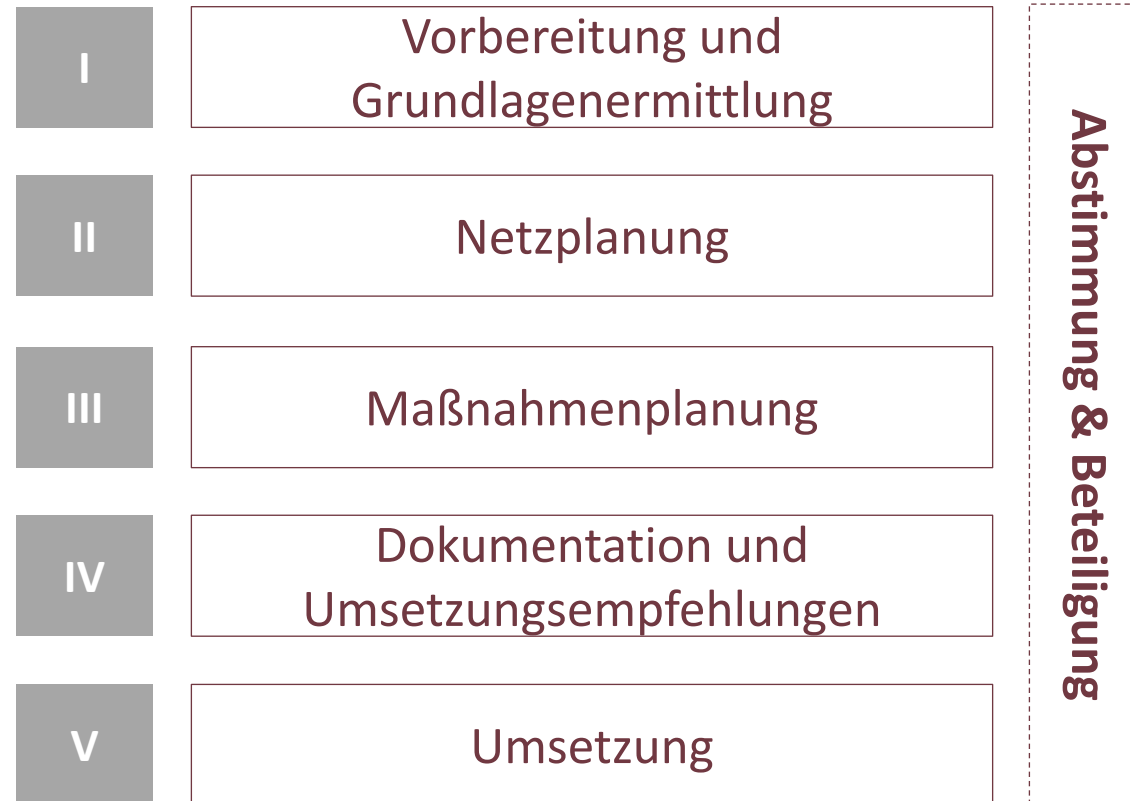 I
Vorbereitung und
Grundlagenermittlung
II
Netzplanung
III
Maßnahmenplanung
IV
Dokumentation und
Umsetzungsempfehlungen
V
Umsetzung
Abstimmung & Beteiligung